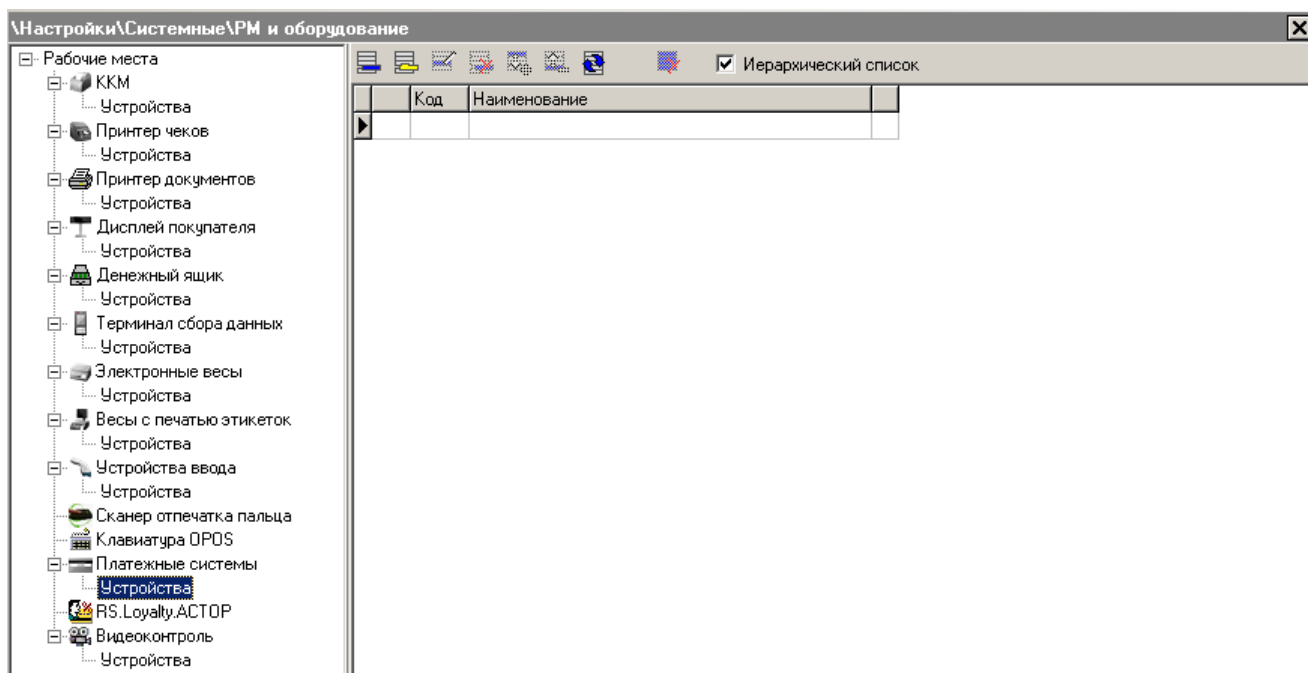 \Настройки\Системные\РМ и оборудование
Рабочие места
ККМ
Устройства
Принтер чеков
Устройства
Принтер документов
Устройства
Дисплей покупателя
Устройства
Денежный ящик
Устройства
Терминал сбора данных
Устройства
Электронные весы
Устройства
Весы с печатью этикеток
Устройства
Устройства ввода
Устройства
Сканер отпечатка пальца
Клавиатура OPOS
Платежные системы
Устройства
RS.Loyalty.АСТОР
Видеоконтроль
Устройства
Иерархический список
Код Наименование